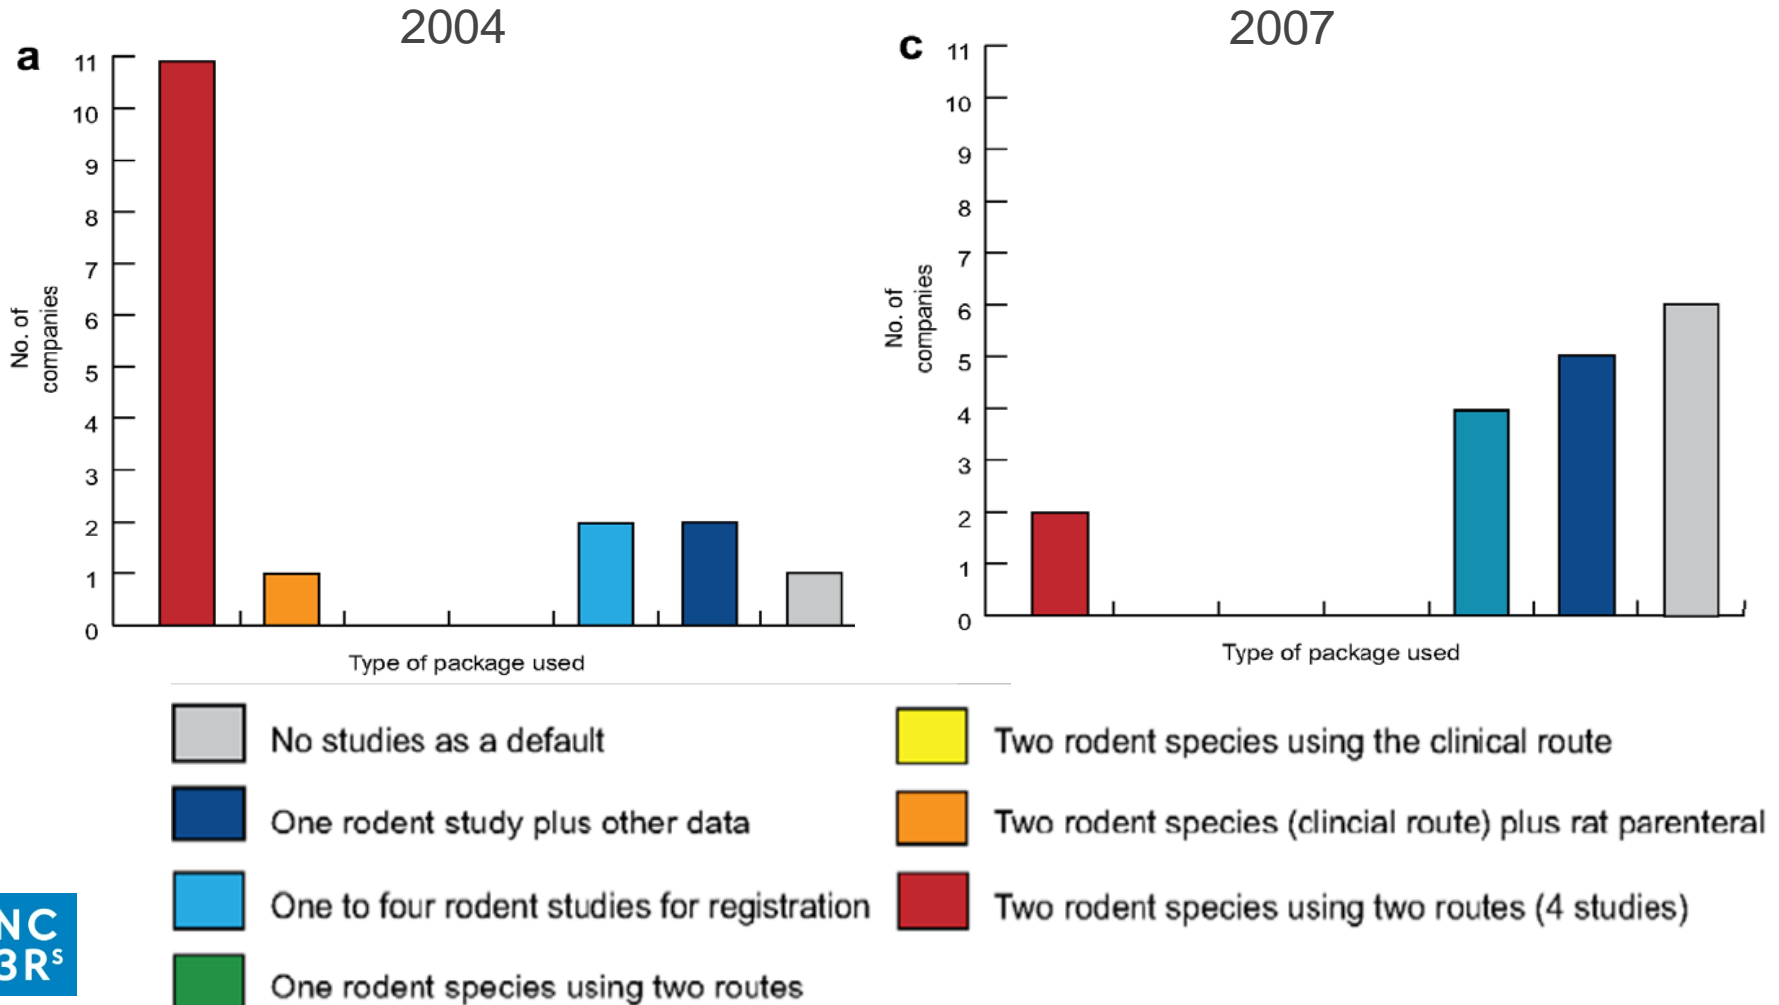 2004
2007
a
11
10
9
8
7
6
5
4
3
2
1
0
No. of
companies
Type of package used
c
11
10
9
8
7
6
5
4
3
2
1
0
No. of
companies
Type of package used
No studies as a default
One rodent study plus other data
One to four rodent studies for registration
One rodent species using two routes
Two rodent species using the clinical route
Two rodent species (clincial route) plus rat parenteral
Two rodent species using two routes (4 studies)
NC
3Rs